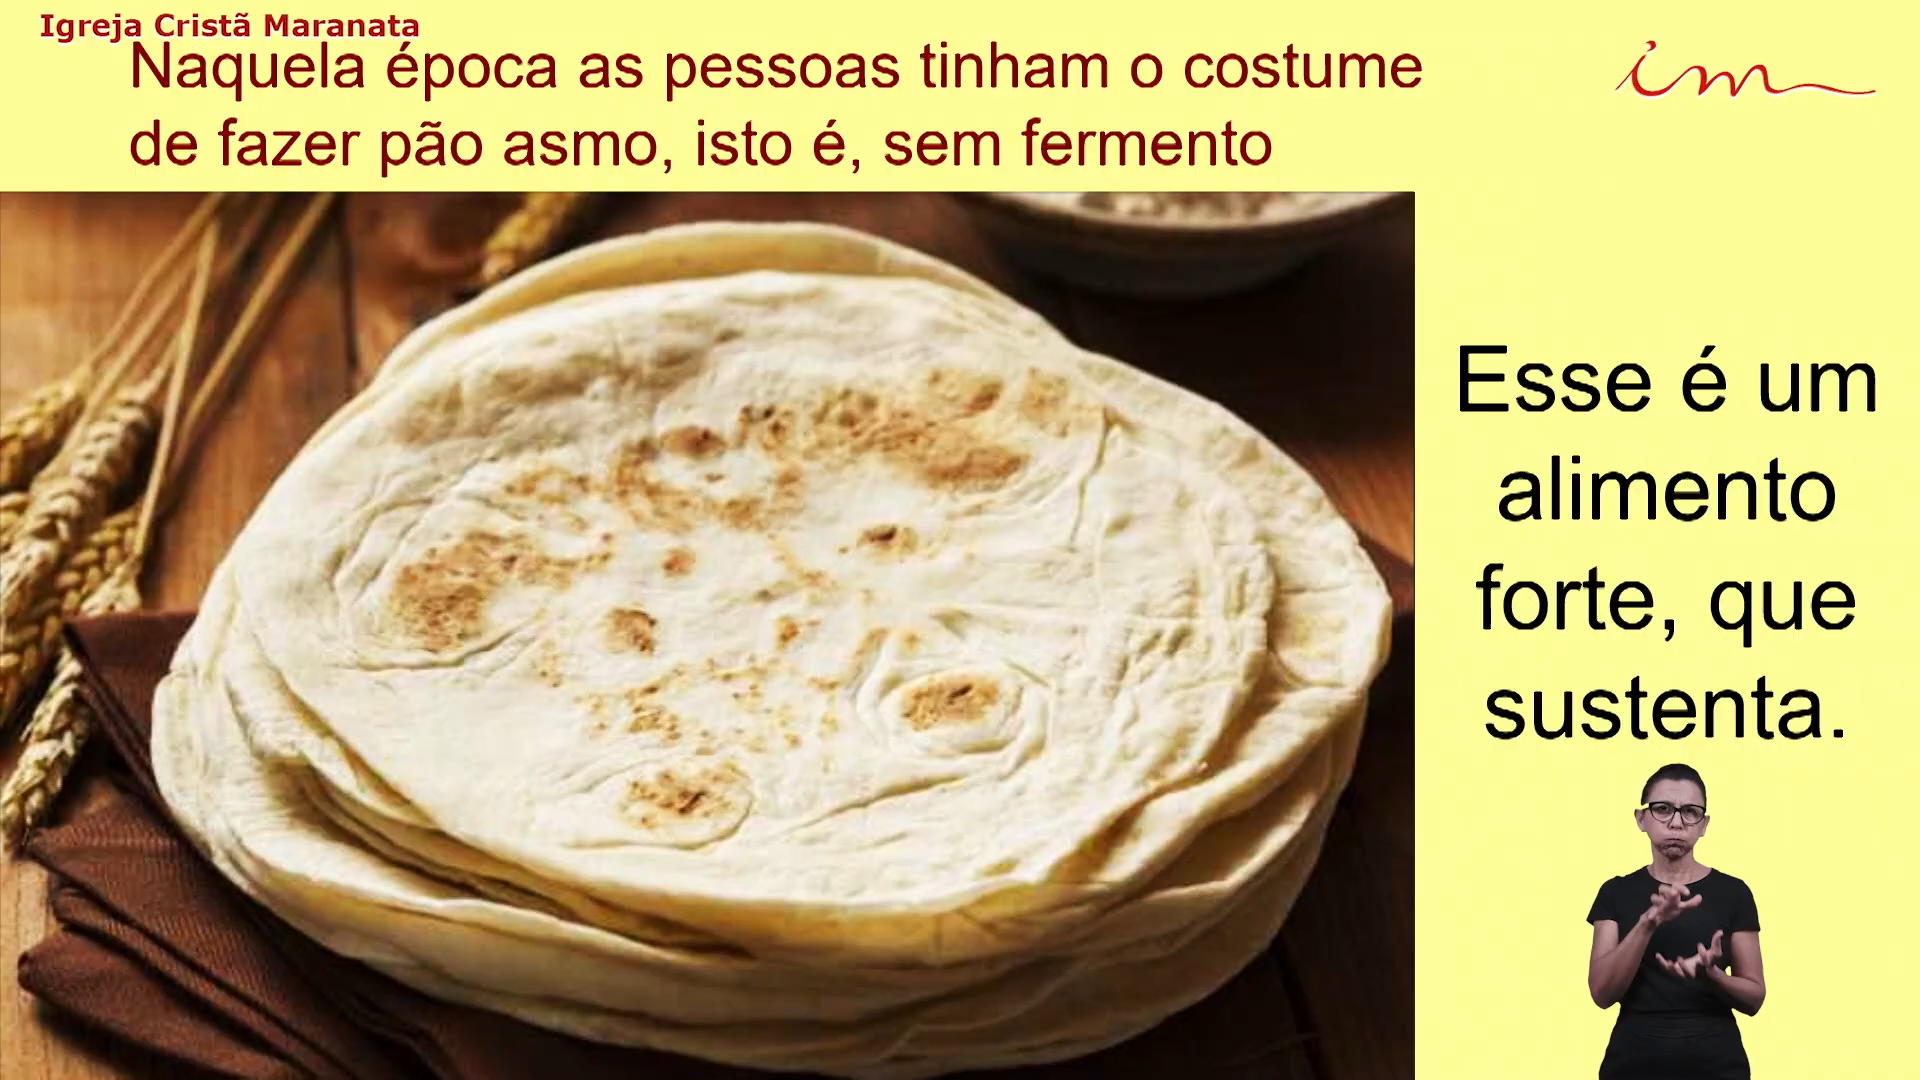 Igreja Cristã Maranata
Naquela época as pessoas tinham o costume
de fazer pão asmo, isto é, sem fermento
im
Esse é um
alimento
forte, que
sustenta.